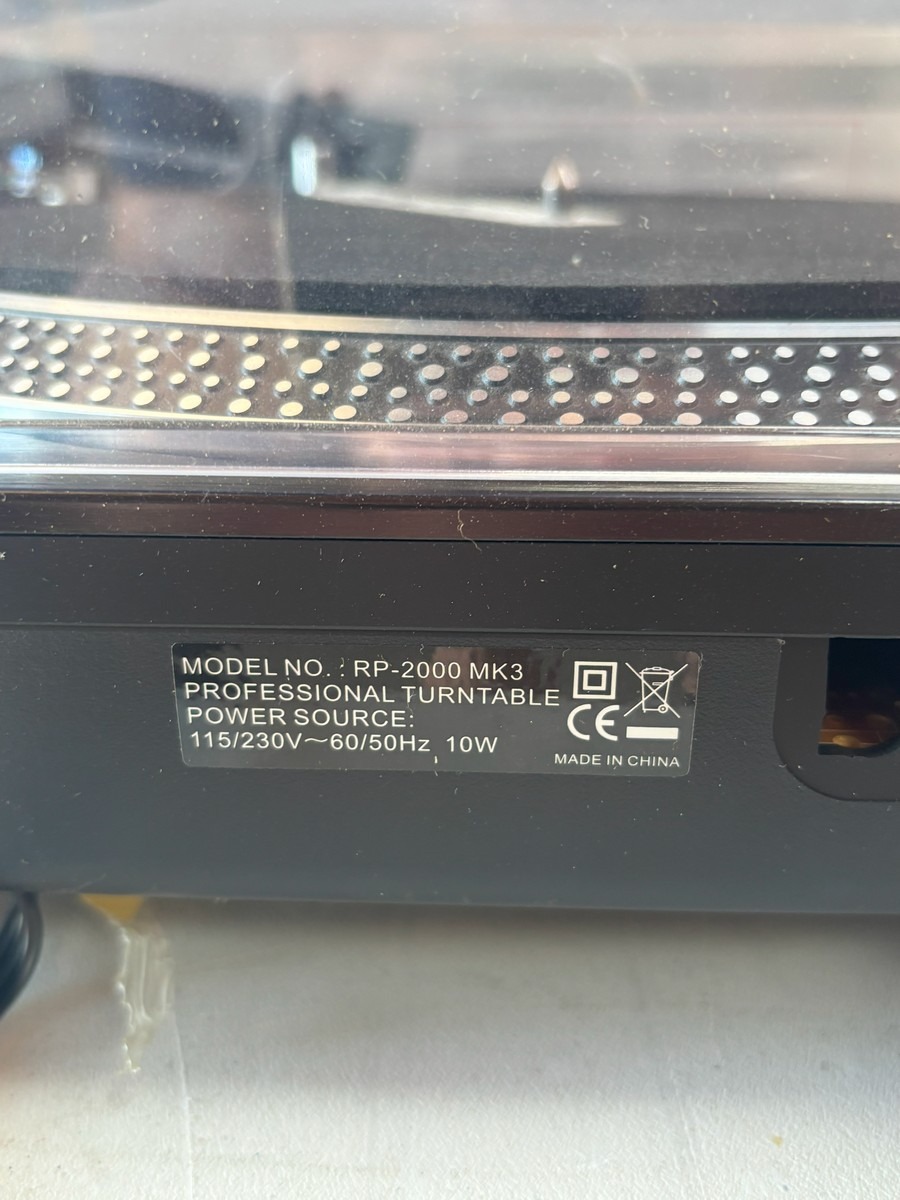 MODEL NO. : RP-2000 MK3
PROFESSIONAL TURNTABLE
POWER SOURCE:
115/230V~60/50Hz 10W
CE
MADE IN CHINA